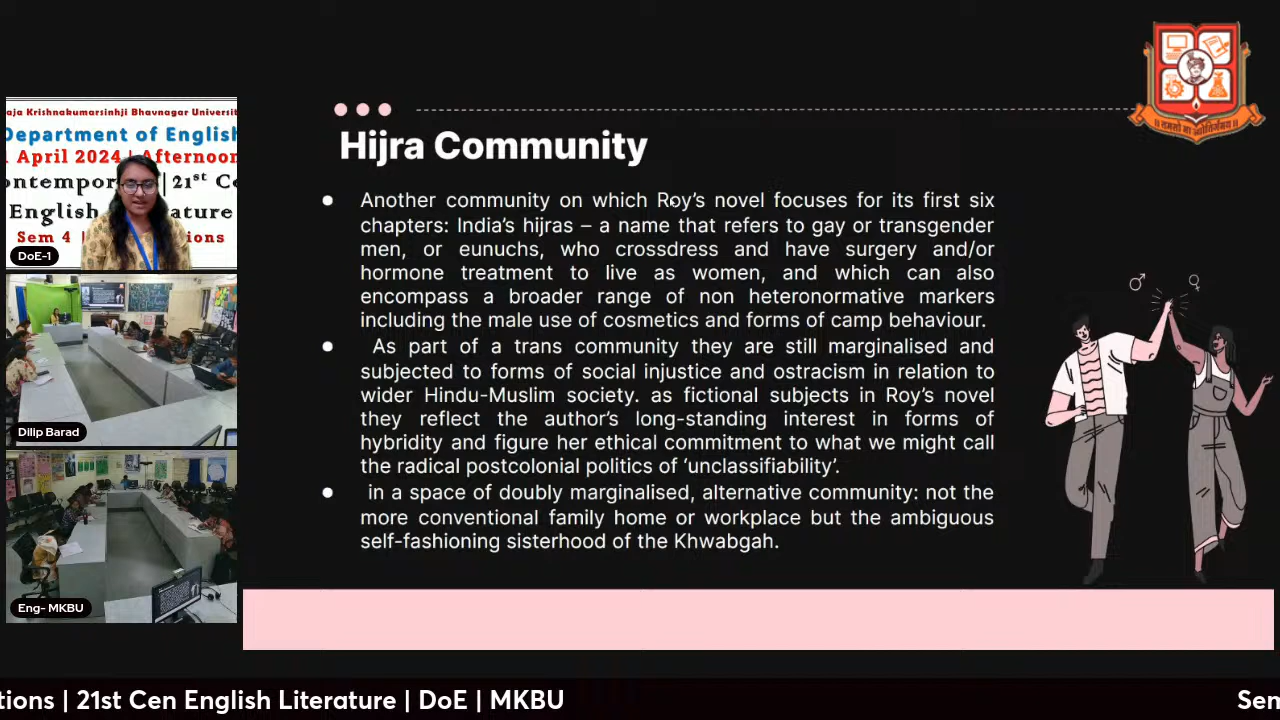 aja Krishnakumarsinhji Bhavnagar Universit
Department of English
April 2024 | Afternoon
ontempor | 21st Ce
English ature
Sem 4 ions
DoE-1
Dilip Barad
Eng- MKBU
Hijra Community
Another community on which Roy's novel focuses for its first six
chapters: India's hijras – a name that refers to gay or transgender
men, or eunuchs, who crossdress and have surgery and/or
hormone treatment to live as women, and which can also
encompass a broader range of non heteronormative markers
including the male use of cosmetics and forms of camp behaviour.
As part of a trans community they are still marginalised and
subjected to forms of social injustice and ostracism in relation to
wider Hindu-Muslim society. as fictional subjects in Roy's novel
they reflect the author's long-standing interest in forms of
hybridity and figure her ethical commitment to what we might call
the radical postcolonial politics of 'unclassifiability'.
in a space of doubly marginalised, alternative community: not the
more conventional family home or workplace but the ambiguous
self-fashioning sisterhood of the Khwabgah.
tions | 21st Cen English Literature | DoE | MKBU
Sen